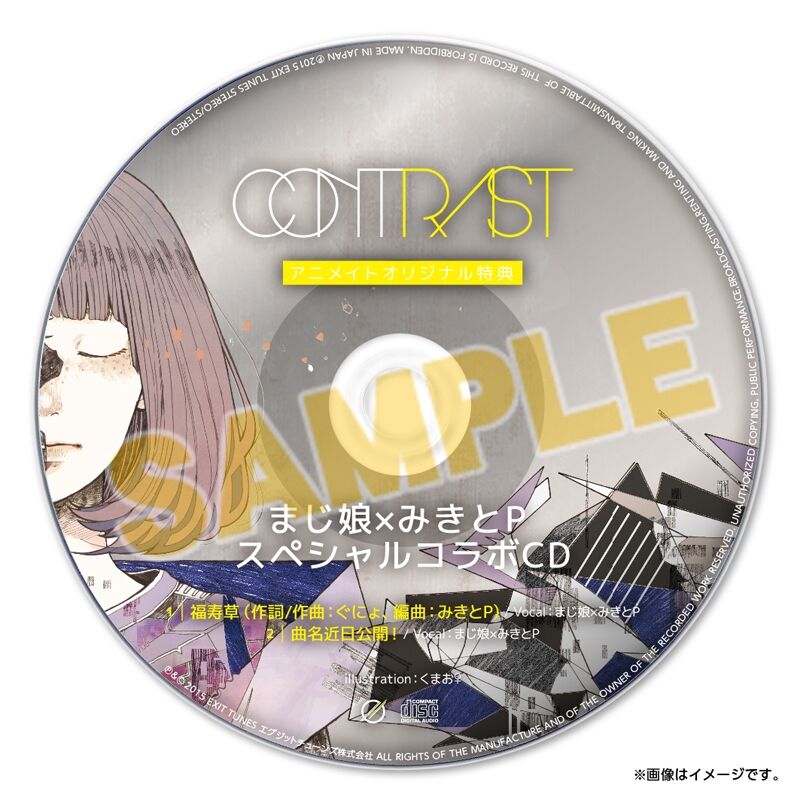 CONTRAST
アニメイトオリジナル特典
SAMPLE
まじ娘×みきとP
スペシャルコラボCD
1｜福寿草（作詞/作曲：ぐにょ、編曲：みきとP）/ Vocal：まじ娘×みきとP
2｜曲名近日公開！/ Vocal：まじ娘×みきとP
illustration：くまお♀
COMPACT
disc
DIGITAL AUDIO
℗&© 2015 EXIT TUNES エグジットチューンズ株式会社 ALL RIGHTS OF THE MANUFACTURE AND OF THE OWNER OF THE RECORDED WORK RESERVED. UNAUTHORIZED COPYING, PUBLIC PERFORMANCE.BROADCASTING.RENTING AND MAKING TRANSMITTABLE OF THIS RECORD IS FORBIDDEN. MADE IN JAPAN ℗2015 EXIT TUNES STEREO/STEREO
※画像はイメージです。